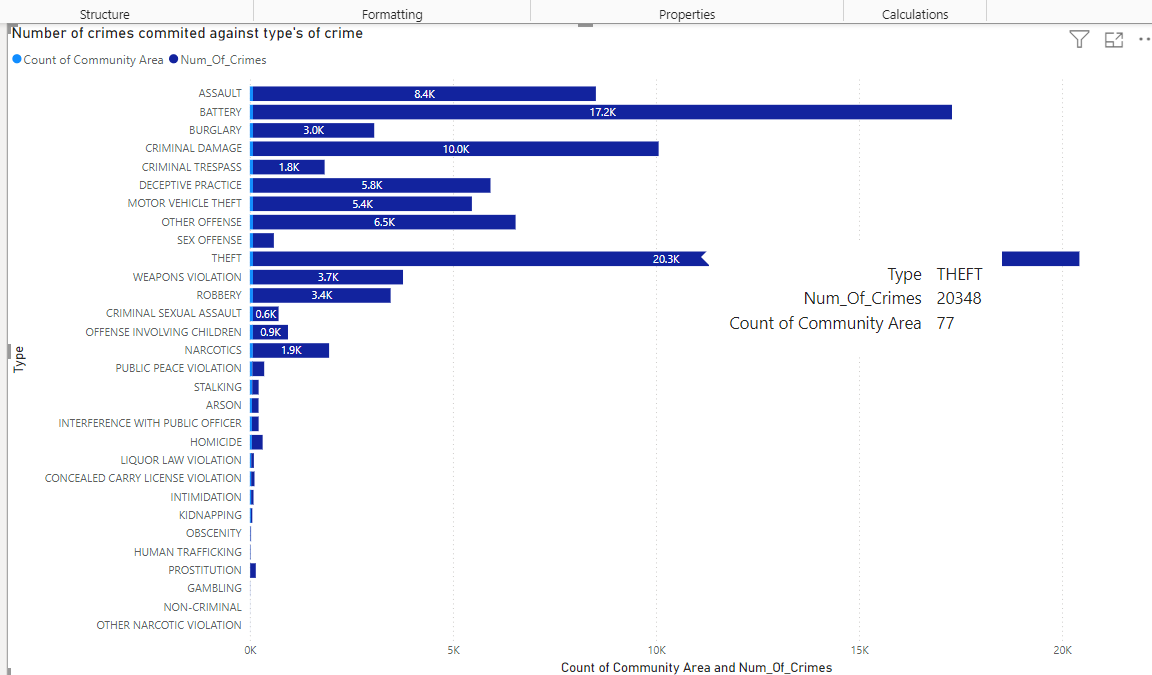 Structure Formatting Properties Calculations
Number of crimes commited against type's of crime
Count of Community Area Num_Of_Crimes
ASSAULT 8.4K
BATTERY 17.2K
BURGLARY 3.0K
CRIMINAL DAMAGE 10.0K
CRIMINAL TRESPASS 1.8K
DECEPTIVE PRACTICE 5.8K
MOTOR VEHICLE THEFT 5.4K
OTHER OFFENSE 6.5K
SEX OFFENSE
THEFT 20.3K
Type THEFT
Num_Of_Crimes 20348
Count of Community Area 77
WEAPONS VIOLATION 3.7K
ROBBERY 3.4K
CRIMINAL SEXUAL ASSAULT 0.6K
OFFENSE INVOLVING CHILDREN 0.9K
NARCOTICS 1.9K
Type
PUBLIC PEACE VIOLATION
STALKING
ARSON
INTERFERENCE WITH PUBLIC OFFICER
HOMICIDE
LIQUOR LAW VIOLATION
CONCEALED CARRY LICENSE VIOLATION
INTIMIDATION
KIDNAPPING
OBSCENITY
HUMAN TRAFFICKING
PROSTITUTION
GAMBLING
NON-CRIMINAL
OTHER NARCOTIC VIOLATION
0K 5K 10K 15K 20K
Count of Community Area and Num_Of_Crimes